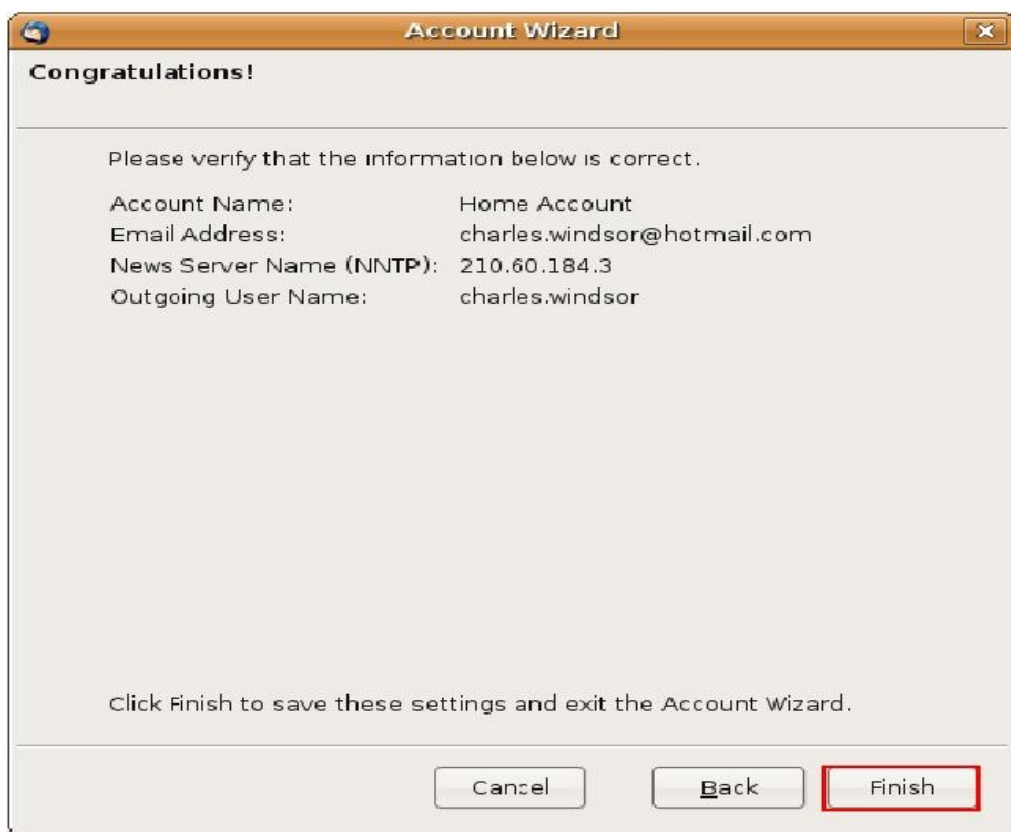 Account Wizard
Congratulations!
Please verify that the information below is correct.
Account Name: Home Account
Email Address: charles.windsor@hotmail.com
News Server Name (NNTP): 210.60.184.3
Outgoing User Name: charles.windsor
Click Finish to save these settings and exit the Account Wizard.
Cancel Back Finish